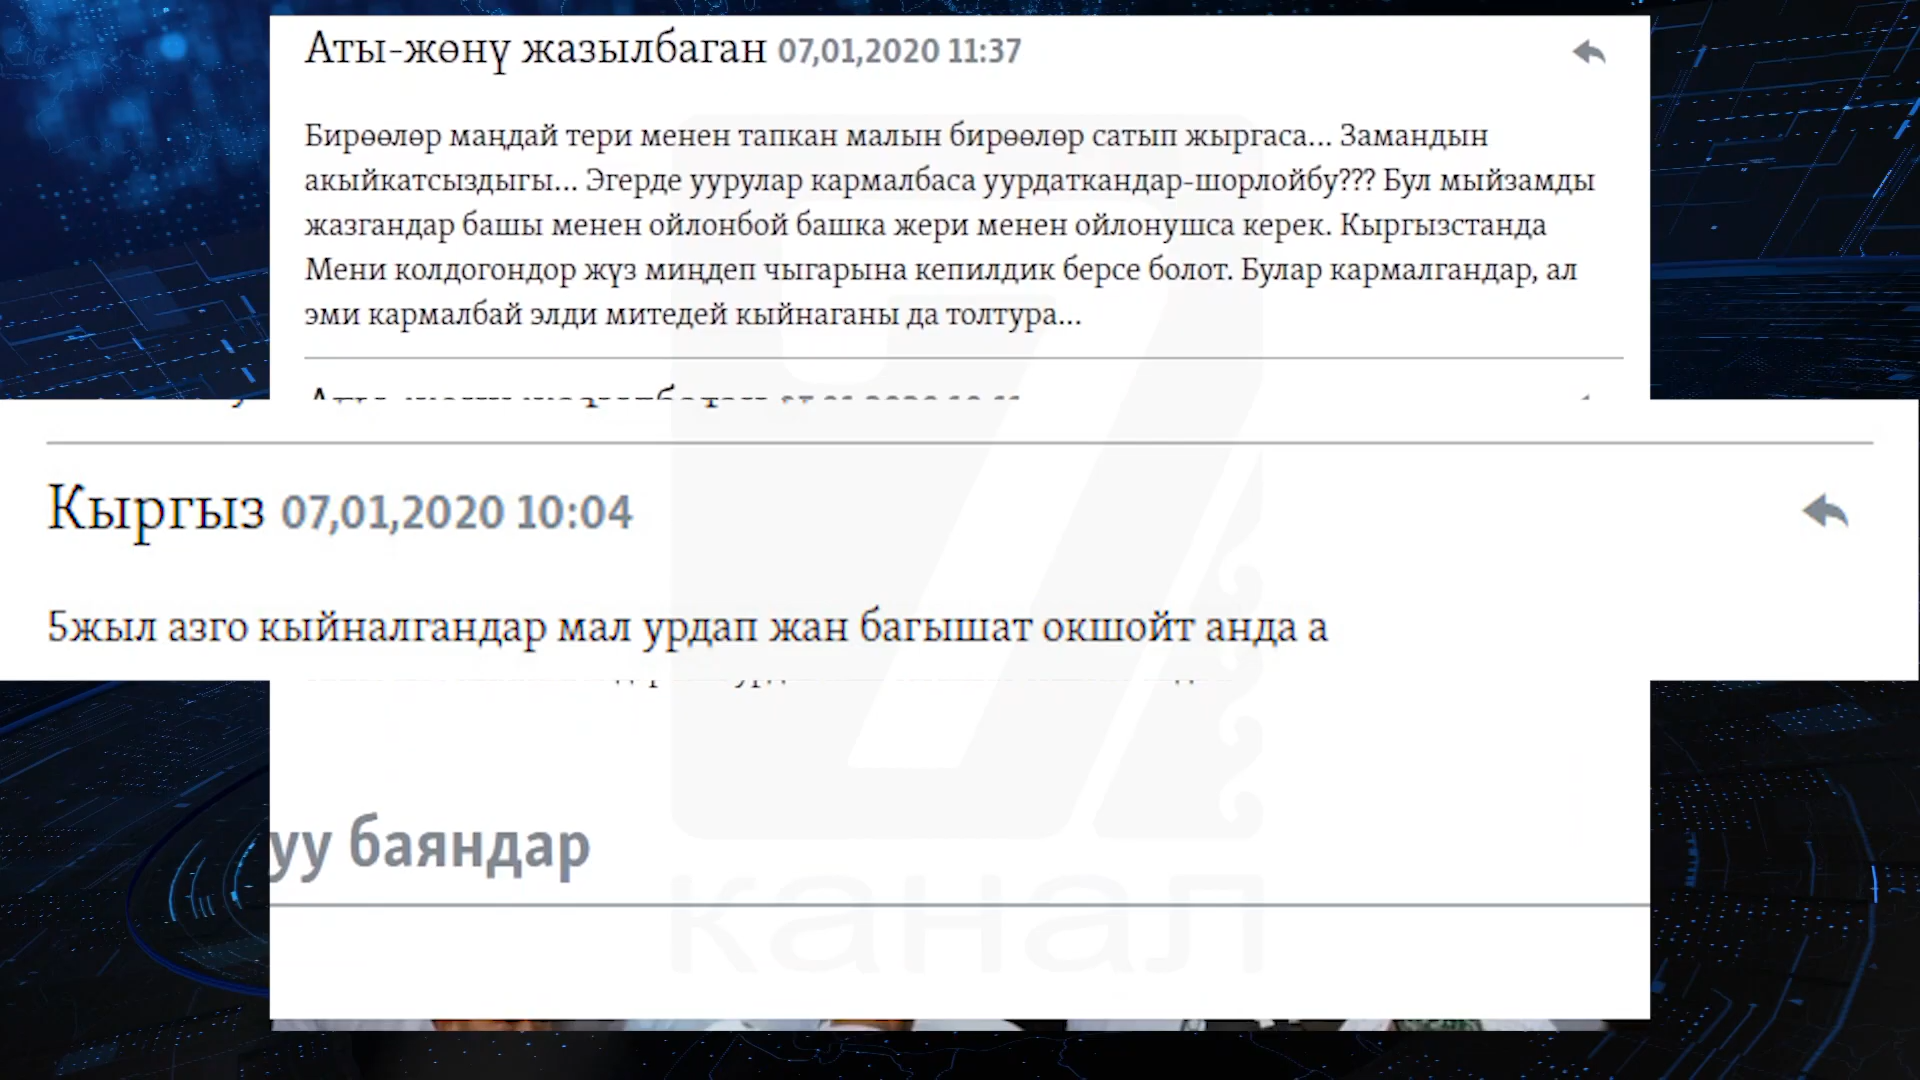 Аты-жөнү жазылбаган 07,01,2020 11:37
Бирөөлөр маңдай тери менен тапкан малын бирөөлөр сатып жыргаса... Замандын
акыйкатсыздыгы... Эгерде уурулар кармалбаса уурдаткандар-шорлойбу??? Бул мыйзамды
жазгандар башы менен ойлонбой башка жери менен ойлонушса керек. Кыргызстанда
Мени колдогондор жүз миңдеп чыгарына кепилдик берсе болот. Булар кармалгандар, ал
эми кармалбай элди митедей кыйнаганы да толтура...
Кыргыз 07,01,2020 10:04
5жыл азго кыйналгандар мал урдап жан багышат окшойт анда а
уу баяндар
7
канал